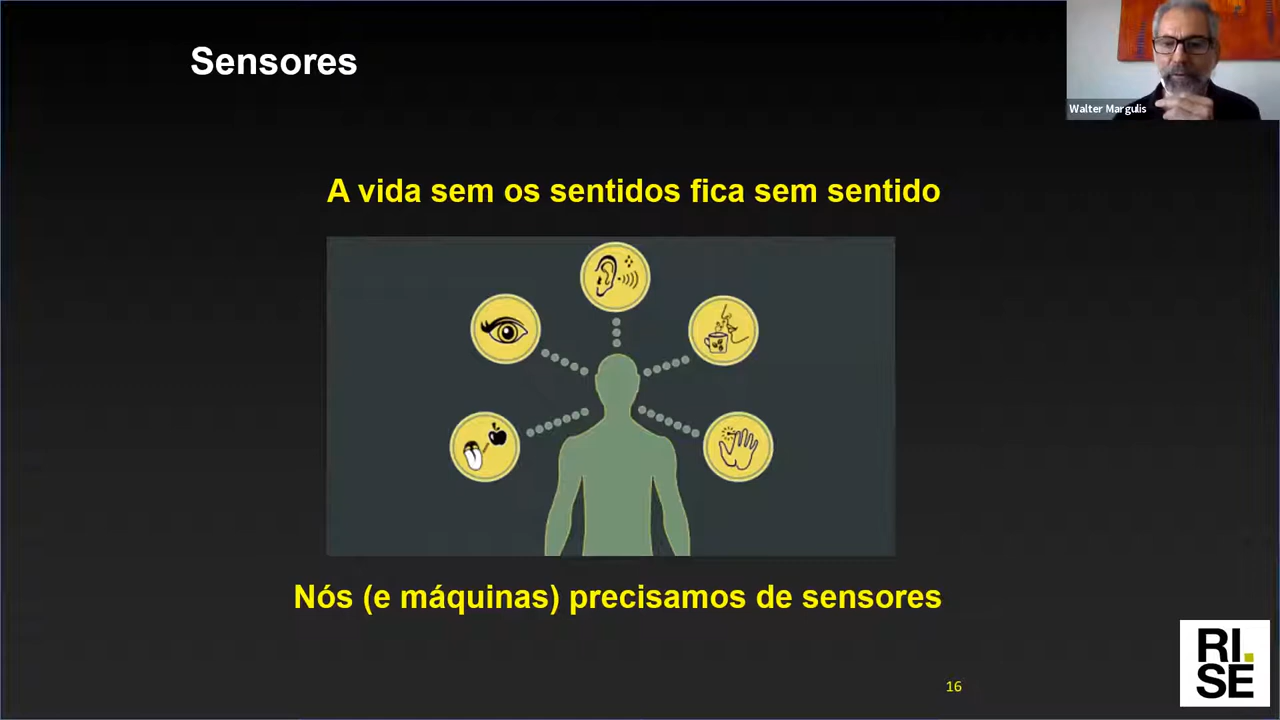 Sensores
Walter Margulis
A vida sem os sentidos fica sem sentido
Nós (e máquinas) precisamos de sensores
RI.
SE
16